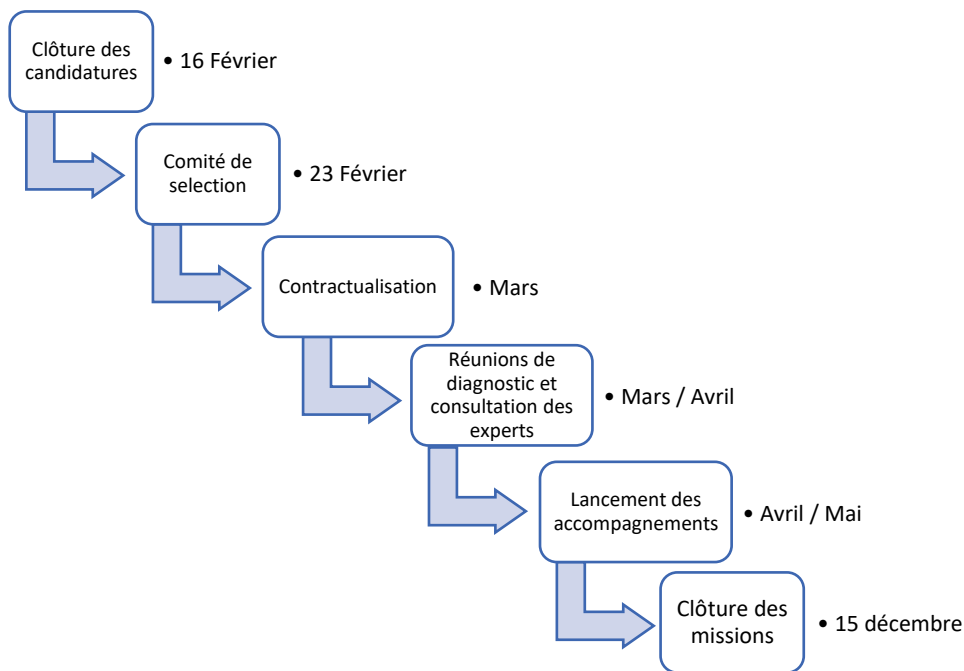 Clôture des
candidatures
• 16 Février
Comité de
selection
• 23 Février
Contractualisation
• Mars
Réunions de
diagnostic et
consultation des
experts
• Mars / Avril
Lancement des
accompagnements
• Avril / Mai
Clôture des
missions
• 15 décembre